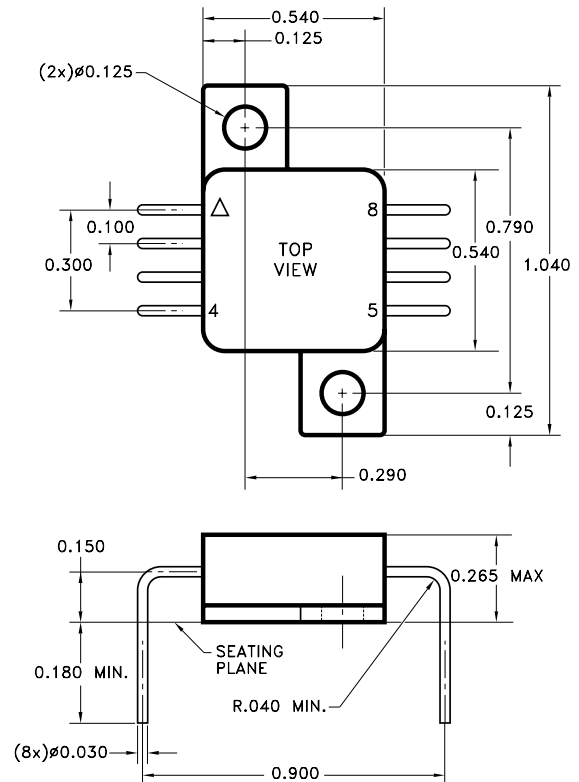 0.540
0.125
(2x)ø0.125
8
0.100
0.790
TOP
VIEW
0.540
0.300
1.040
4
5
0.125
0.290
0.150
0.265 MAX
SEATING
PLANE
0.180 MIN.
R.040 MIN.
(8x)ø0.030
0.900